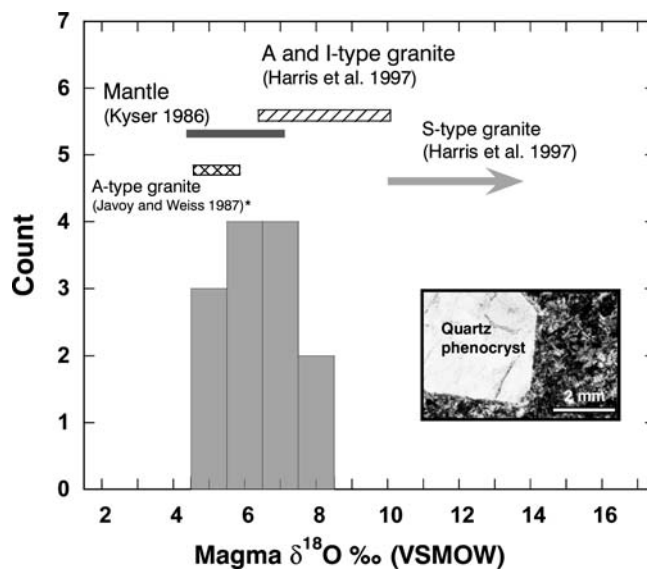 7
6
5
4
3
2
1
0
Count
A and I-type granite
(Harris et al. 1997)
Mantle
(Kyser 1986)
S-type granite
(Harris et al. 1997)
A-type granite
(Javoy and Weiss 1987)*
Quartz
phenocryst
2 mm
2 4 6 8 10 12 14 16
Magma δ¹⁸O ‰ (VSMOW)